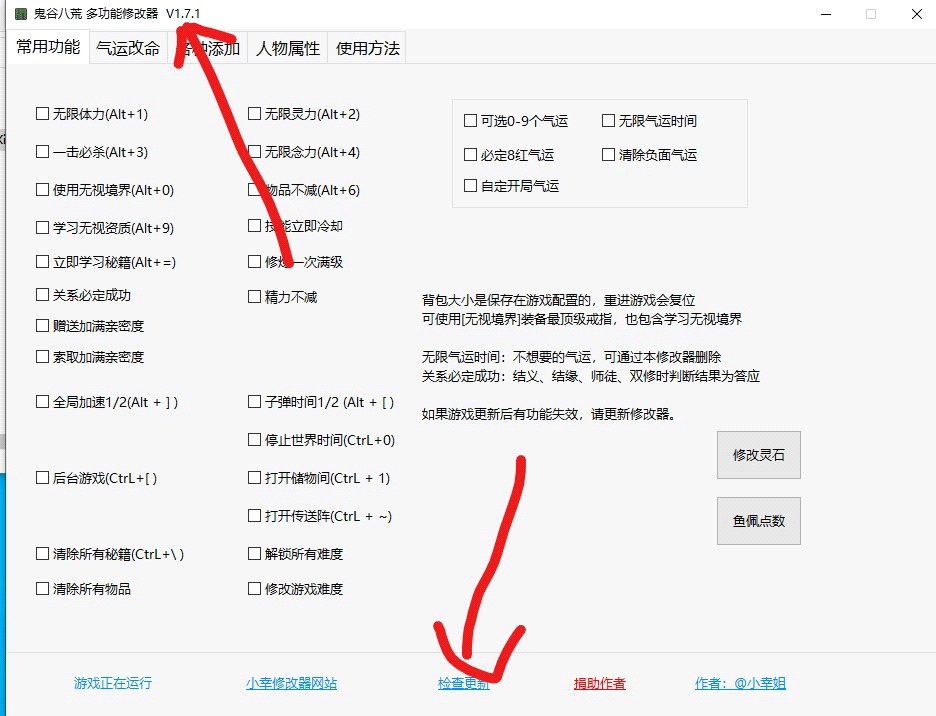 鬼谷八荒 多功能修改器 V1.7.1
常用功能 气运改命 添加 人物属性 使用方法
无限体力(Alt+1) 无限灵力(Alt+2)
一击必杀(Alt+3) 无限念力(Alt+4)
使用无视境界(Alt+0) 物品不减(Alt+6)
学习无视资质(Alt+9) 技能立即冷却
立即学习秘籍(Alt+=) 修炼一次满级
关系必定成功 精力不减
赠送加满亲密度
索取加满亲密度
全局加速1/2(Alt + ] ) 子弹时间1/2 (Alt + [ )
停止世界时间(CtrL+0)
后台游戏(CtrL+[ ) 打开储物间(CtrL + 1)
打开传送阵(CtrL + ~)
清除所有秘籍(CtrL+\ ) 解锁所有难度
清除所有物品 修改游戏难度
可选0-9个气运 无限气运时间
必定8红气运 清除负面气运
自定开局气运
背包大小是保存在游戏配置的，重进游戏会复位
可使用[无视境界]装备最顶级戒指，也包含学习无视境界
无限气运时间：不想要的气运，可通过本修改器删除
关系必定成功：结义、结缘、师徒、双修时判断结果为答应
如果游戏更新后有功能失效，请更新修改器。
修改灵石
鱼佩点数
游戏正在运行 小幸修改器网站 检查更新 捐助作者 作者：@小幸姐